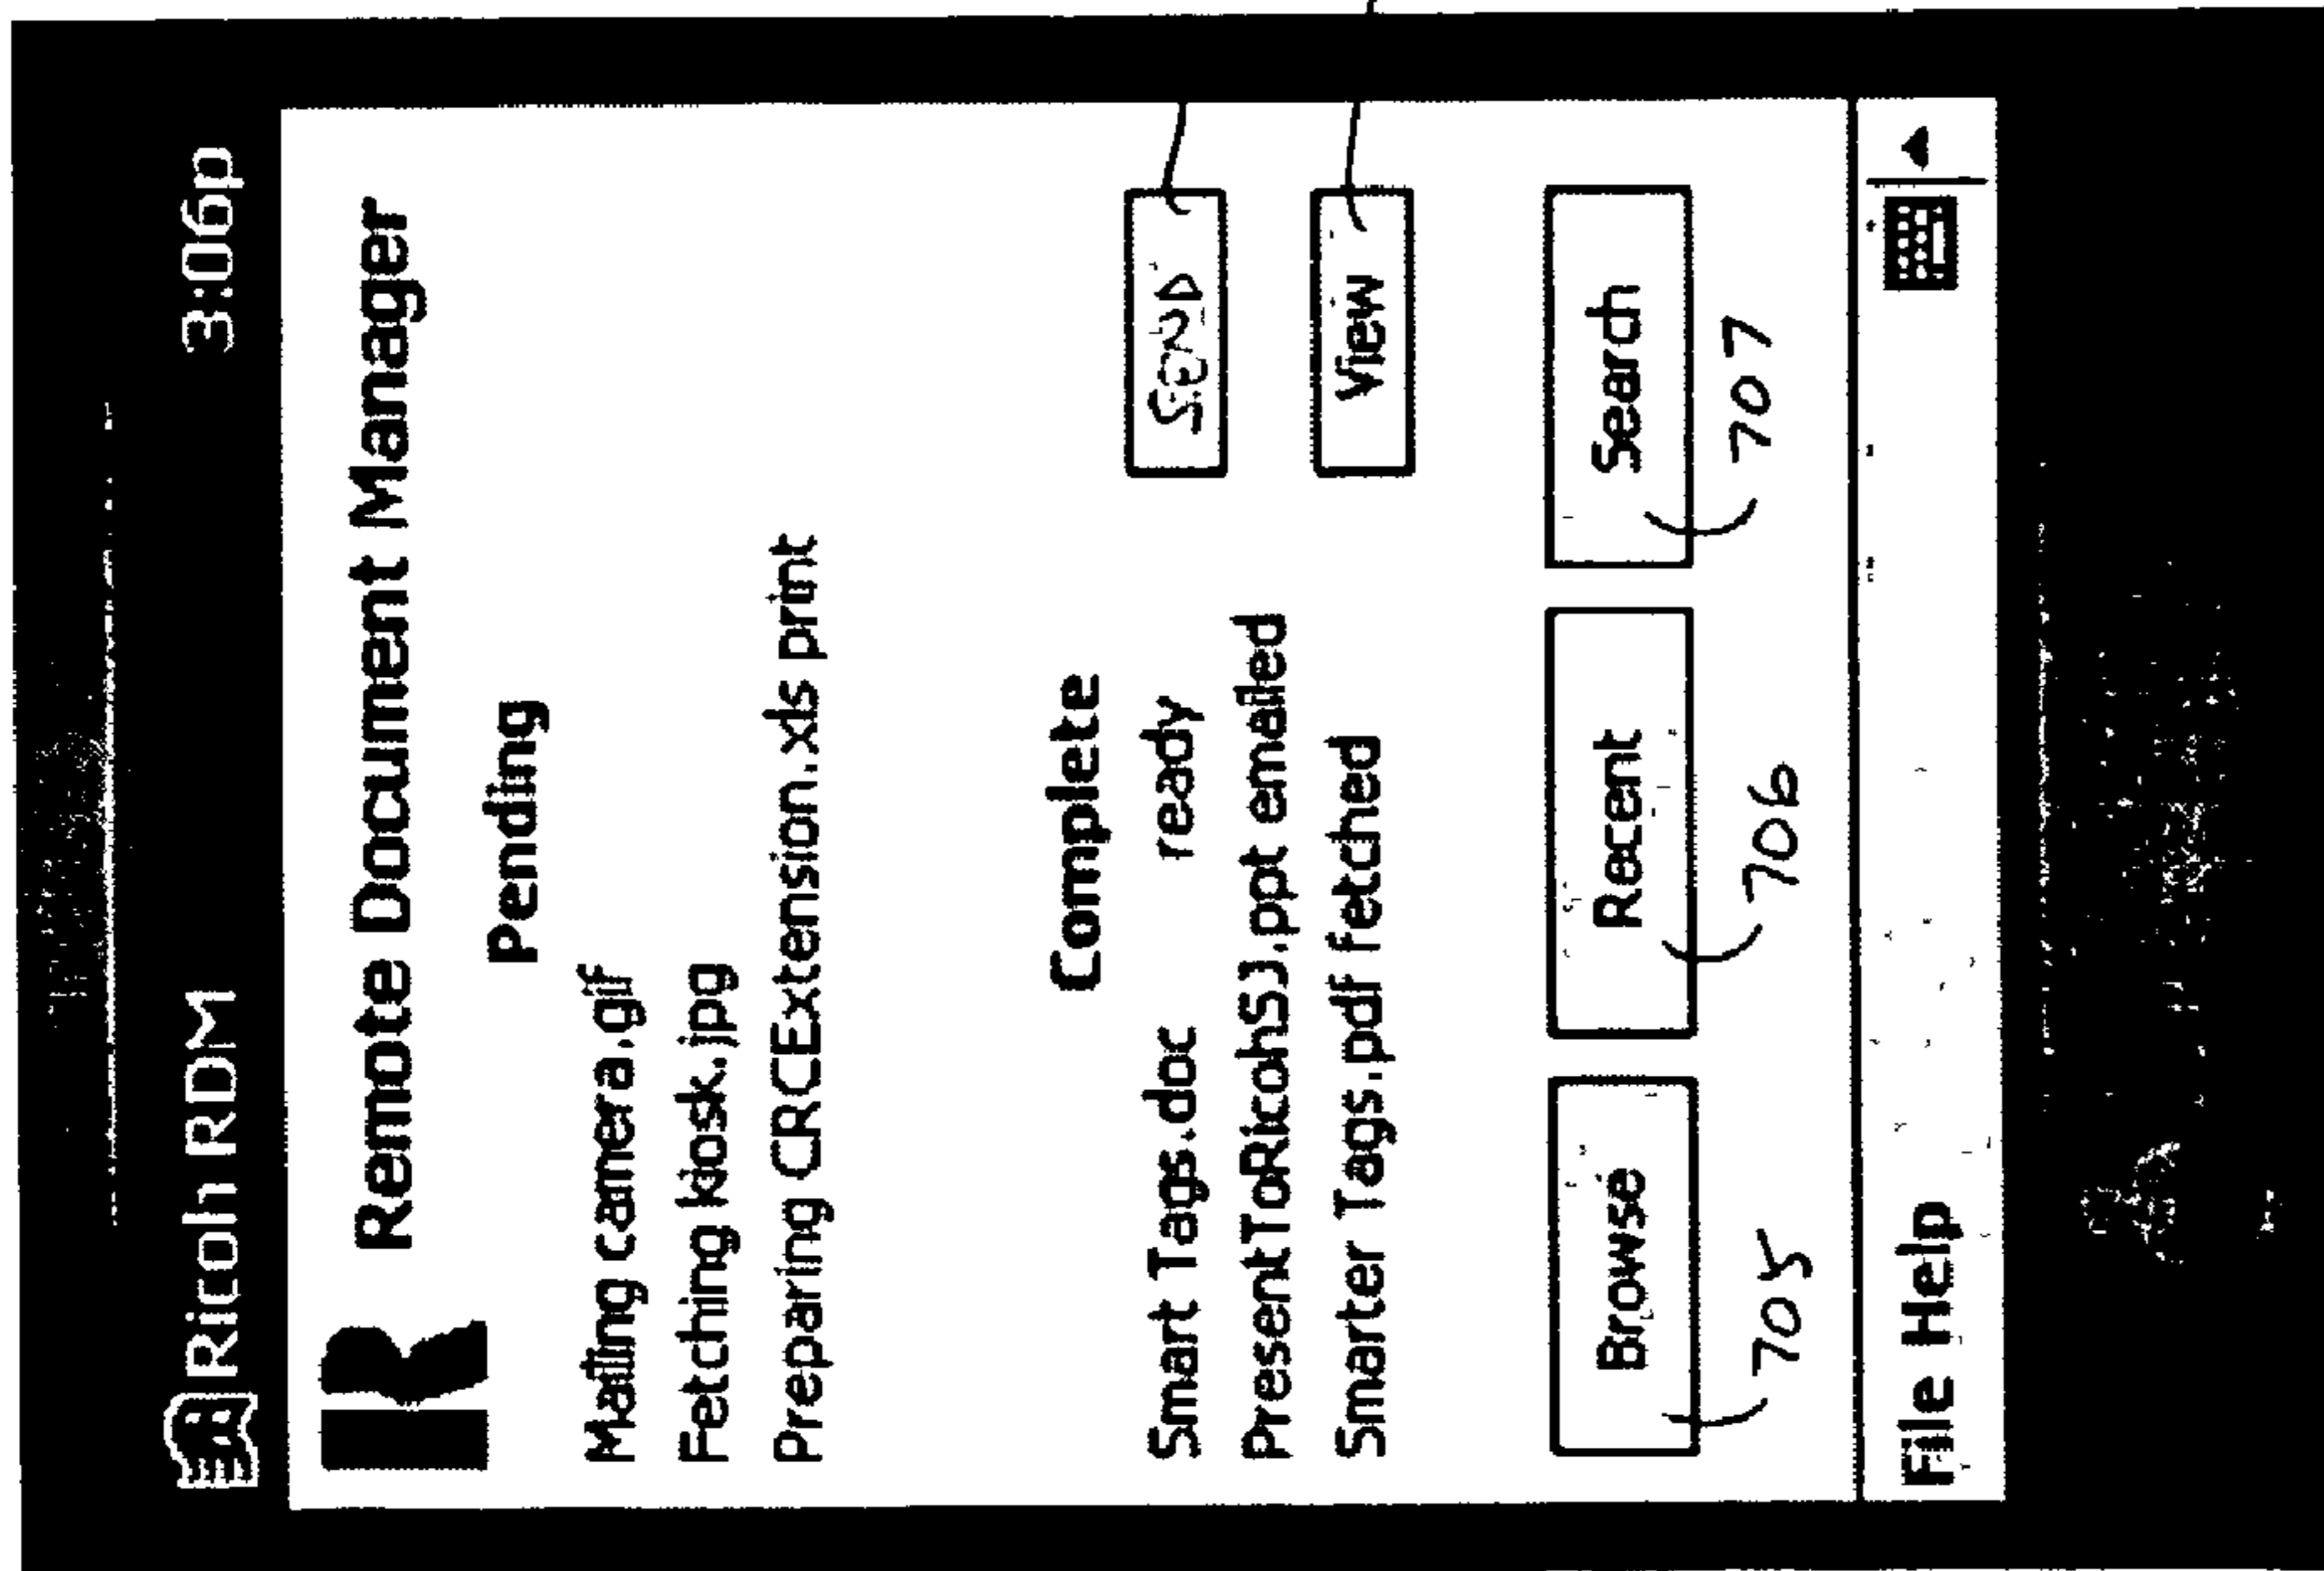 Ricoh RDM 3:06p
R Remote Document Manager
Pending
Mailing camera.gif
Fetching kiosk.jpg
Preparing CRCExtension.xls print
Complete
Smart Tags.doc ready
PresentToRicohS3.ppt emailed
Smarter Tags.pdf fetched View
Browse Recent Search
705 706 707
File Help